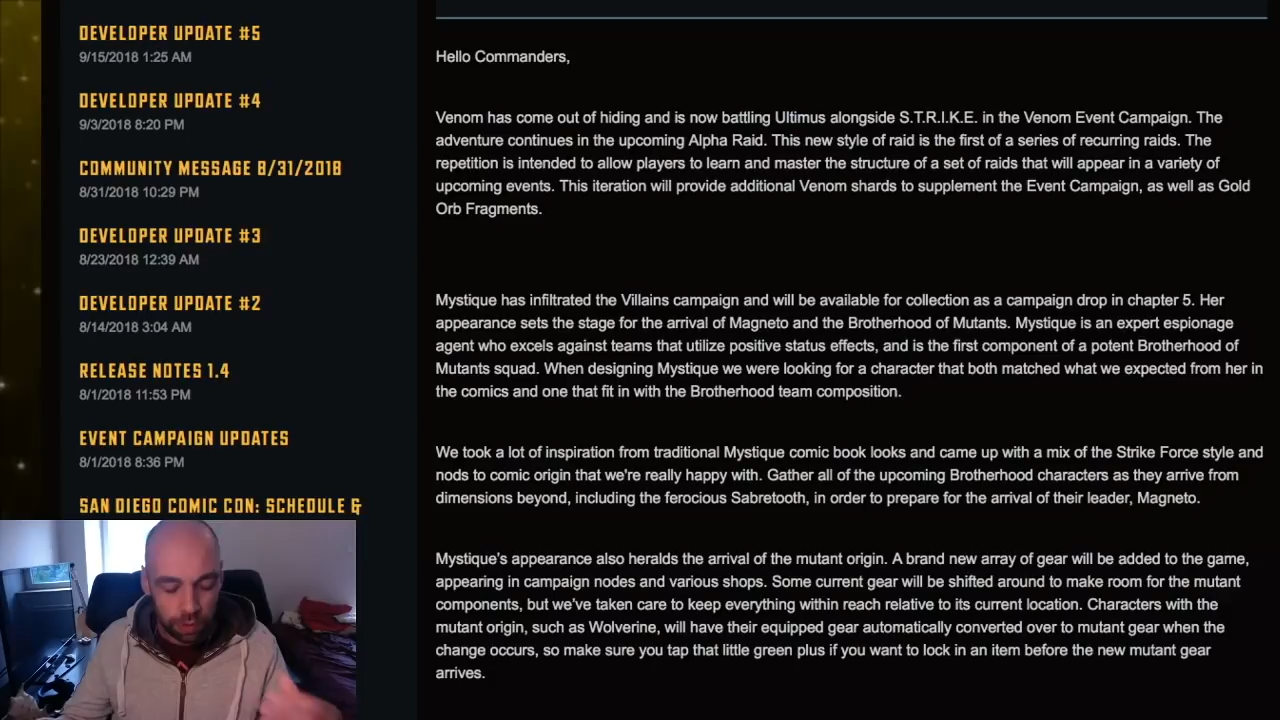 DEVELOPER UPDATE #5
9/15/2018 1:25 AM
DEVELOPER UPDATE #4
9/3/2018 8:20 PM
COMMUNITY MESSAGE 8/31/2018
8/31/2018 10:29 PM
DEVELOPER UPDATE #3
8/23/2018 12:39 AM
DEVELOPER UPDATE #2
8/14/2018 3:04 AM
RELEASE NOTES 1.4
8/1/2018 11:53 PM
EVENT CAMPAIGN UPDATES
8/1/2018 8:36 PM
SAN DIEGO COMIC CON: SCHEDULE &
Hello Commanders,
Venom has come out of hiding and is now battling Ultimus alongside S.T.R.I.K.E. in the Venom Event Campaign. The
adventure continues in the upcoming Alpha Raid. This new style of raid is the first of a series of recurring raids. The
repetition is intended to allow players to learn and master the structure of a set of raids that will appear in a variety of
upcoming events. This iteration will provide additional Venom shards to supplement the Event Campaign, as well as Gold
Orb Fragments.
Mystique has infiltrated the Villains campaign and will be available for collection as a campaign drop in chapter 5. Her
appearance sets the stage for the arrival of Magneto and the Brotherhood of Mutants. Mystique is an expert espionage
agent who excels against teams that utilize positive status effects, and is the first component of a potent Brotherhood of
Mutants squad. When designing Mystique we were looking for a character that both matched what we expected from her in
the comics and one that fit in with the Brotherhood team composition.
We took a lot of inspiration from traditional Mystique comic book looks and came up with a mix of the Strike Force style and
nods to comic origin that we're really happy with. Gather all of the upcoming Brotherhood characters as they arrive from
dimensions beyond, including the ferocious Sabretooth, in order to prepare for the arrival of their leader, Magneto.
Mystique's appearance also heralds the arrival of the mutant origin. A brand new array of gear will be added to the game,
appearing in campaign nodes and various shops. Some current gear will be shifted around to make room for the mutant
components, but we've taken care to keep everything within reach relative to its current location. Characters with the
mutant origin, such as Wolverine, will have their equipped gear automatically converted over to mutant gear when the
change occurs, so make sure you tap that little green plus if you want to lock in an item before the new mutant gear
arrives.